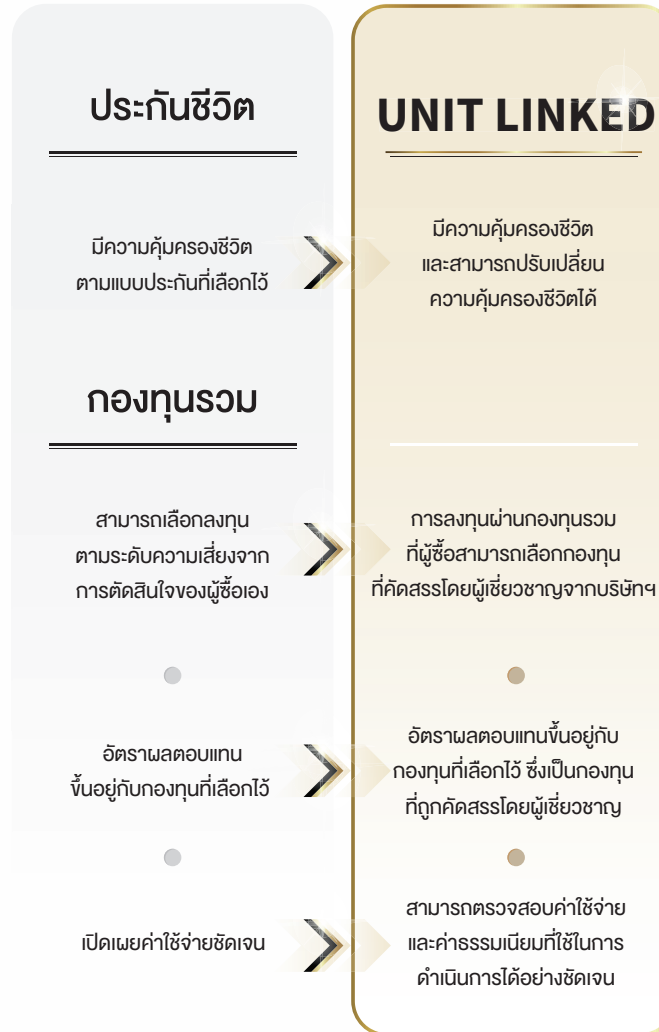 ประกันชีวิต
มีความคุ้มครองชีวิต
ตามแบบประกันที่เลือกไว้
กองทุนรวม
สามารถเลือกลงทุน
ตามระดับความเสี่ยงจาก
การตัดสินใจของผู้ซื้อเอง
อัตราผลตอบแทน
ขึ้นอยู่กับกองทุนที่เลือกไว้
เปิดเผยค่าใช้จ่ายชัดเจน
UNIT LINKED
มีความคุ้มครองชีวิต
และสามารถปรับเปลี่ยน
ความคุ้มครองชีวิตได้
การลงทุนผ่านกองทุนรวม
ที่ผู้ซื้อสามารถเลือกกองทุน
ที่คัดสรรโดยผู้เชี่ยวชาญจากบริษัทฯ
อัตราผลตอบแทนขึ้นอยู่กับ
กองทุนที่เลือกไว้ ซึ่งเป็นกองทุน
ที่ถูกคัดสรรโดยผู้เชี่ยวชาญ
สามารถตรวจสอบค่าใช้จ่าย
และค่าธรรมเนียมที่ใช้ในการ
ดำเนินการได้อย่างชัดเจน